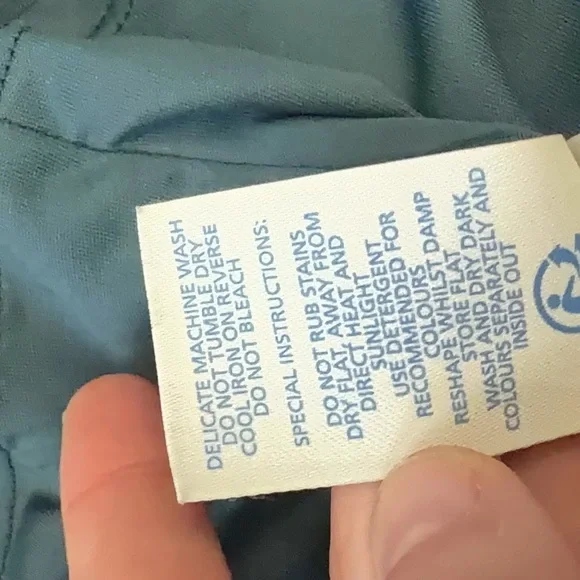 DELICATE MACHINE WASH
DO NOT TUMBLE DRY
COOL IRON ON REVERSE
DO NOT BLEACH
SPECIAL INSTRUCTIONS:
DO NOT RUB STAINS
DRY FLAT, AWAY FROM
DIRECT HEAT AND
SUNLIGHT
USE DETERGENT
RECOMMENDED FOR
COLOURS
RESHAPE WHILST DAMP
STORE FLAT
WASH AND DRY DARK
COLOURS SEPARATELY AND
INSIDE OUT